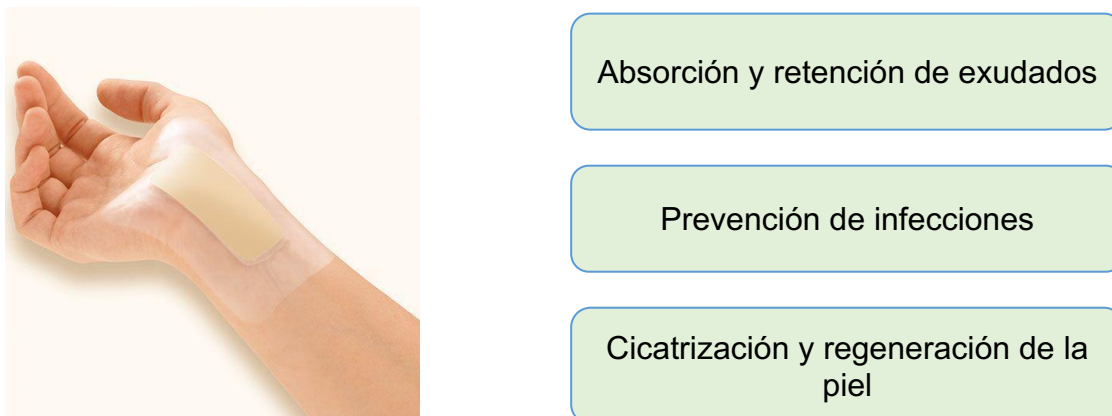 Absorción y retención de exudados
Prevención de infecciones
Cicatrización y regeneración de la
piel